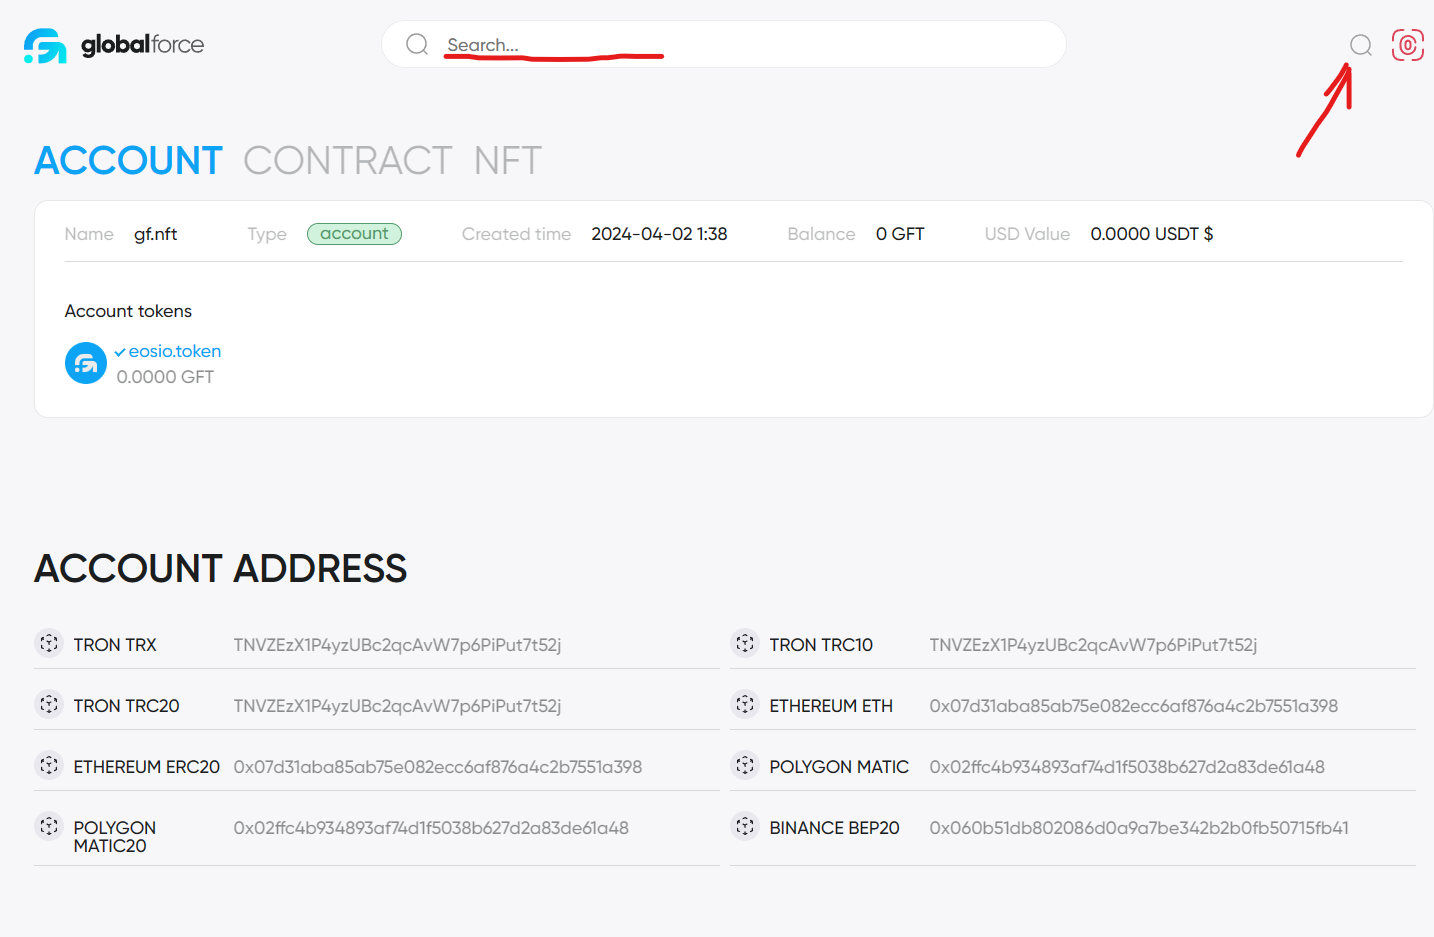 globalforce
Search...
ACCOUNT CONTRACT NFT
Name gf.nft Type account Created time 2024-04-02 1:38 Balance 0 GFT USD Value 0.0000 USDT $
Account tokens
eosio.token
0.0000 GFT
ACCOUNT ADDRESS
TRON TRX TNVZEzX1P4yzUBc2qcAvW7p6PiPut7t52j TRON TRC10 TNVZEzX1P4yzUBc2qcAvW7p6PiPut7t52j
TRON TRC20 TNVZEzX1P4yzUBc2qcAvW7p6PiPut7t52j ETHEREUM ETH 0x07d31aba85ab75e082ecc6af876a4c2b7551a398
ETHEREUM ERC20 0x07d31aba85ab75e082ecc6af876a4c2b7551a398 POLYGON MATIC 0x02ffc4b934893af74d1f5038b627d2a83de61a48
POLYGON MATIC20 0x02ffc4b934893af74d1f5038b627d2a83de61a48 BINANCE BEP20 0x060b51db802086d0a9a7be342b2b0fb50715fb41